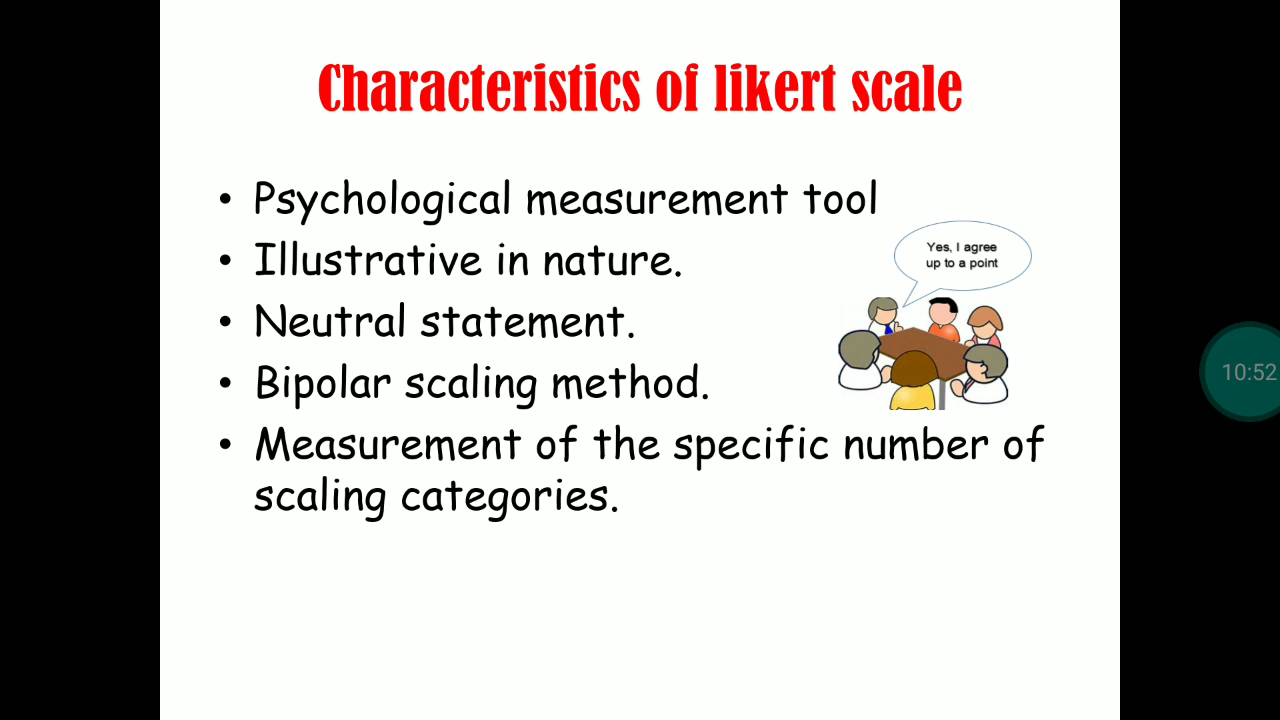 Characteristics of likert scale
• Psychological measurement tool
• Illustrative in nature.
• Neutral statement.
• Bipolar scaling method.
• Measurement of the specific number of
scaling categories.
Yes, I agree
up to a point
10:52